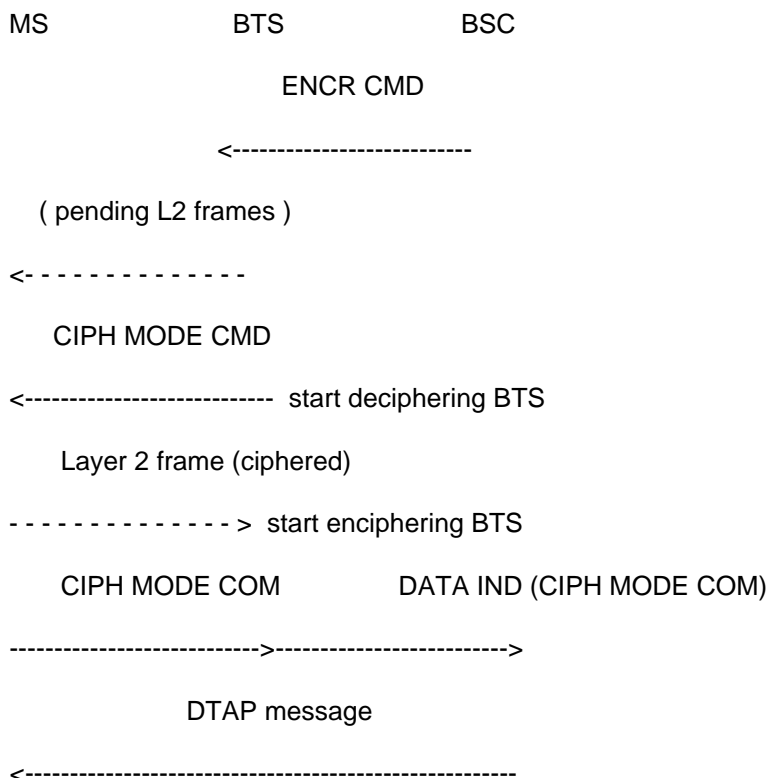 MS BTS BSC
ENCR CMD
<---------------------------
( pending L2 frames )
<- - - - - - - - - - - - - -
CIPH MODE CMD
<---------------------------- start deciphering BTS
Layer 2 frame (ciphered)
- - - - - - - - - - - - - - > start enciphering BTS
CIPH MODE COM DATA IND (CIPH MODE COM)
---------------------------->-------------------------->
DTAP message
<-------------------------------------------------------